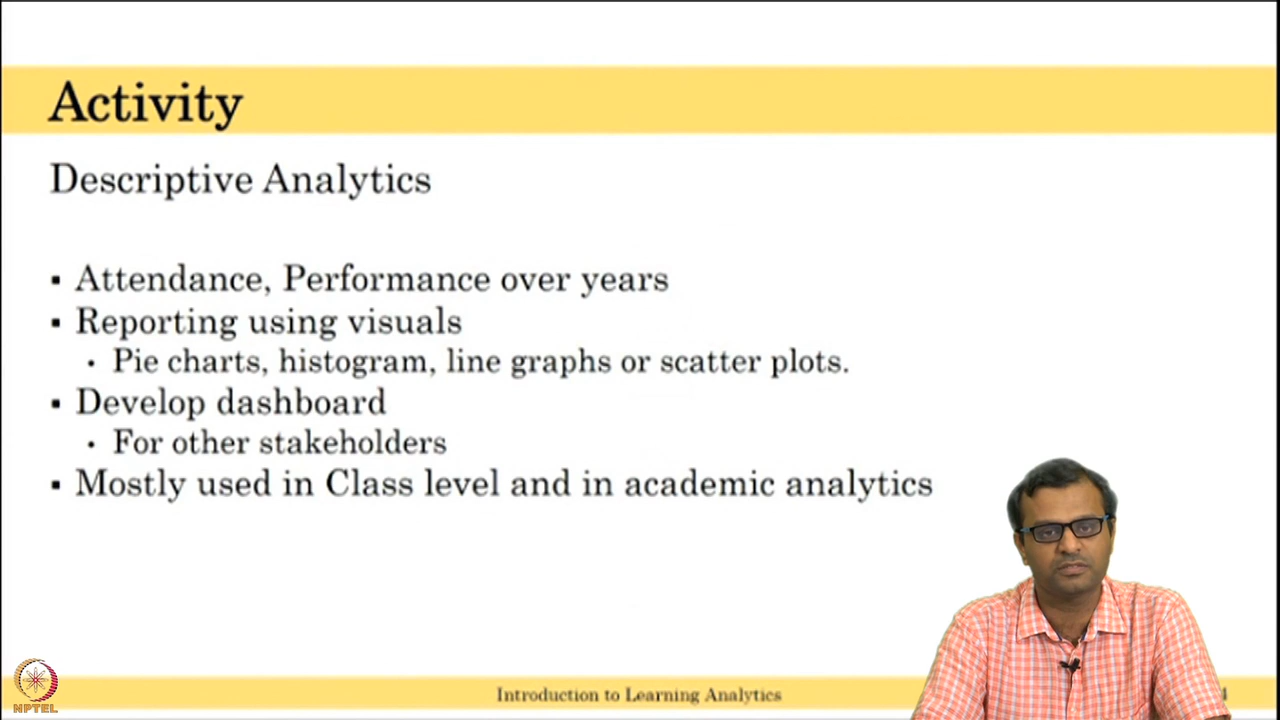 Activity
Descriptive Analytics
▪ Attendance, Performance over years
▪ Reporting using visuals
• Pie charts, histogram, line graphs or scatter plots.
▪ Develop dashboard
• For other stakeholders
▪ Mostly used in Class level and in academic analytics
Introduction to Learning Analytics
NPTEL